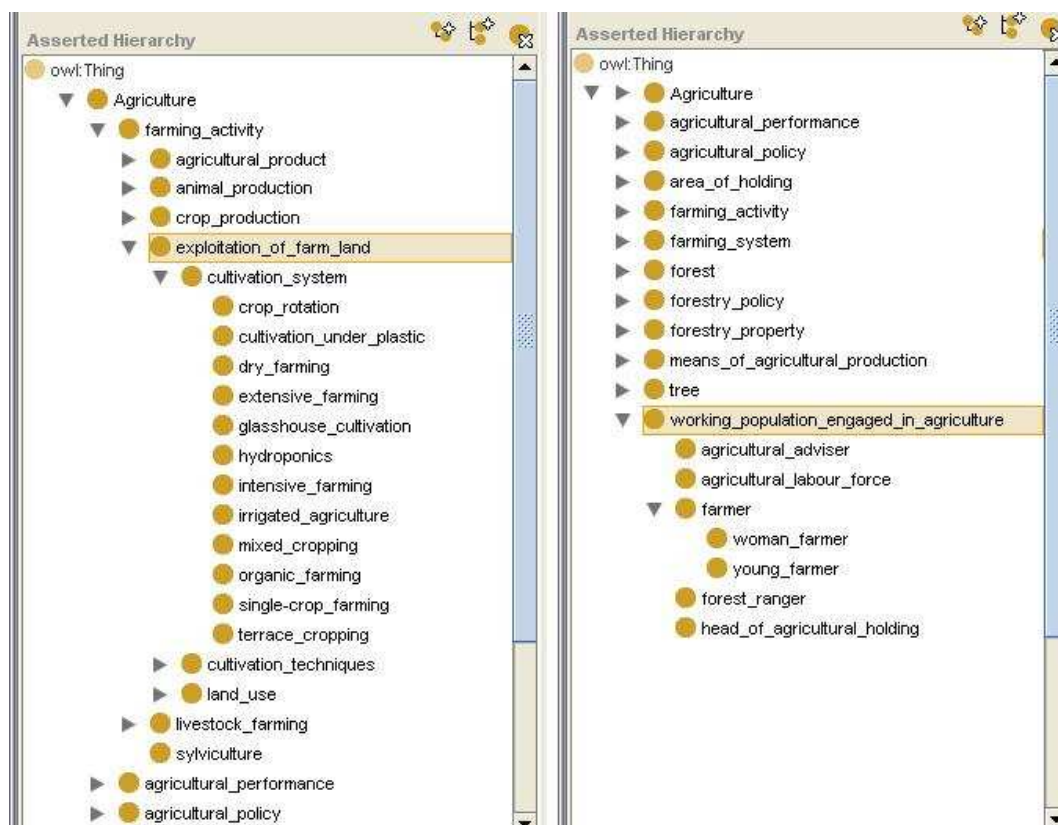 Asserted Hierarchy
owl:Thing
Agriculture
farming_activity
agricultural_product
animal_production
crop_production
exploitation_of_farm_land
cultivation_system
crop_rotation
cultivation_under_plastic
dry_farming
extensive_farming
glasshouse_cultivation
hydroponics
intensive_farming
irrigated_agriculture
mixed_cropping
organic_farming
single-crop_farming
terrace_cropping
cultivation_techniques
land_use
livestock_farming
sylviculture
agricultural_performance
agricultural_policy
Asserted Hierarchy
owl:Thing
Agriculture
agricultural_performance
agricultural_policy
area_of_holding
farming_activity
farming_system
forest
forestry_policy
forestry_property
means_of_agricultural_production
tree
working_population_engaged_in_agriculture
agricultural_adviser
agricultural_labour_force
farmer
woman_farmer
young_farmer
forest_ranger
head_of_agricultural_holding